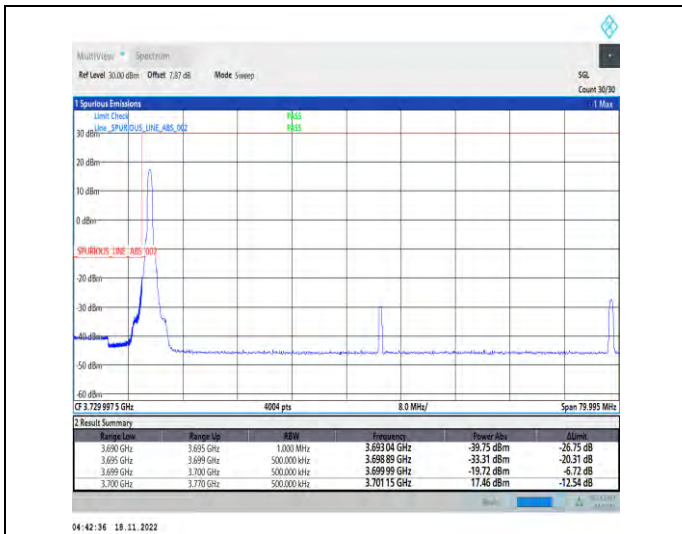 MultiView Spectrum
Ref Level 30.00 dBm Offset 7.87 dB Mode Sweep SGL
Count 30/30
1 Spurious Emissions 1 Max
Limit Check PASS
Line _SPURIOUS_LINE_ABS_002 PASS
30 dBm
20 dBm
10 dBm
0 dBm
SPURIOUS_LINE_ABS_002
-20 dBm
-30 dBm
-40 dBm
-50 dBm
-60 dBm
CF 3.729 997 5 GHz 4004 pts 8.0 MHz/ Span 79.995 MHz
2 Result Summary
Range Low Range Up RBW Frequency Power Abs ΔLimit
3.690 GHz 3.695 GHz 1.000 MHz 3.693 04 GHz -39.75 dBm -26.75 dB
3.695 GHz 3.699 GHz 500.000 kHz 3.698 89 GHz -33.31 dBm -20.31 dB
3.699 GHz 3.700 GHz 500.000 kHz 3.699 99 GHz -19.72 dBm -6.72 dB
3.700 GHz 3.770 GHz 500.000 kHz 3.701 15 GHz 17.46 dBm -12.54 dB
04:42:36 18.11.2022